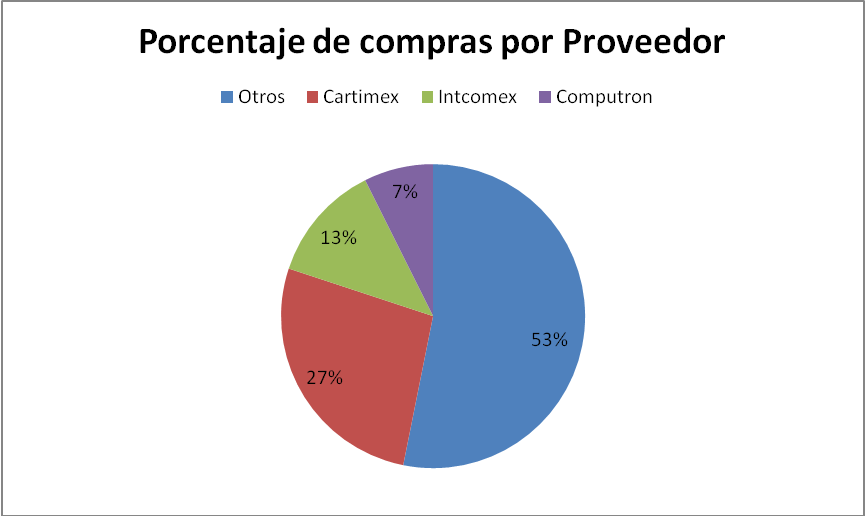 Porcentaje de compras por Proveedor
Otros Cartimex Intcomex Computron
7%
13%
53%
27%